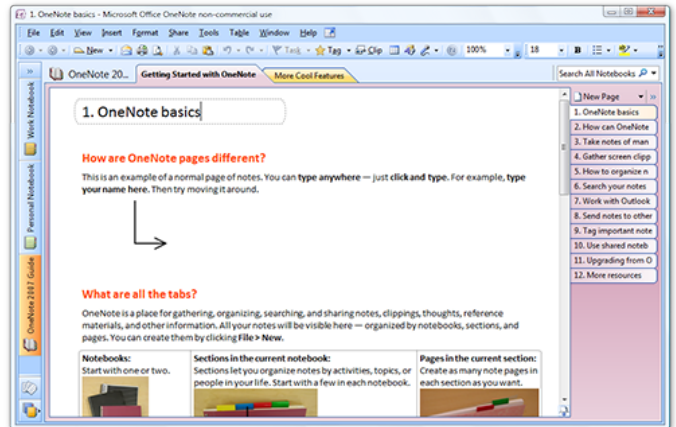 1. OneNote basics - Microsoft Office OneNote non-commercial use
File Edit View Insert Format Share Tools Table Window Help
New Task Tag Clip 100% 18 B
OneNote 20... Getting Started with OneNote More Cool Features Search All Notebooks
Work Notebook
Personal Notebook
OneNote 2007 Guide
1. OneNote basics
How are OneNote pages different?
This is an example of a normal page of notes. You can type anywhere — just click and type. For example, type
your name here. Then try moving it around.
What are all the tabs?
OneNote is a place for gathering, organizing, searching, and sharing notes, clippings, thoughts, reference
materials, and other information. All your notes will be visible here — organized by notebooks, sections, and
pages. You can create them by clicking File > New.
Notebooks:
Start with one or two.
Sections in the current notebook:
Sections let you organize notes by activities, topics, or
people in your life. Start with a few in each notebook.
Pages in the current section:
Create as many note pages in
each section as you want.
New Page
1. OneNote basics
2. How can OneNote
3. Take notes of man
4. Gather screen clipp
5. How to organize n
6. Search your notes
7. Work with Outlook
8. Send notes to other
9. Tag important note
10. Use shared noteb
11. Upgrading from O
12. More resources